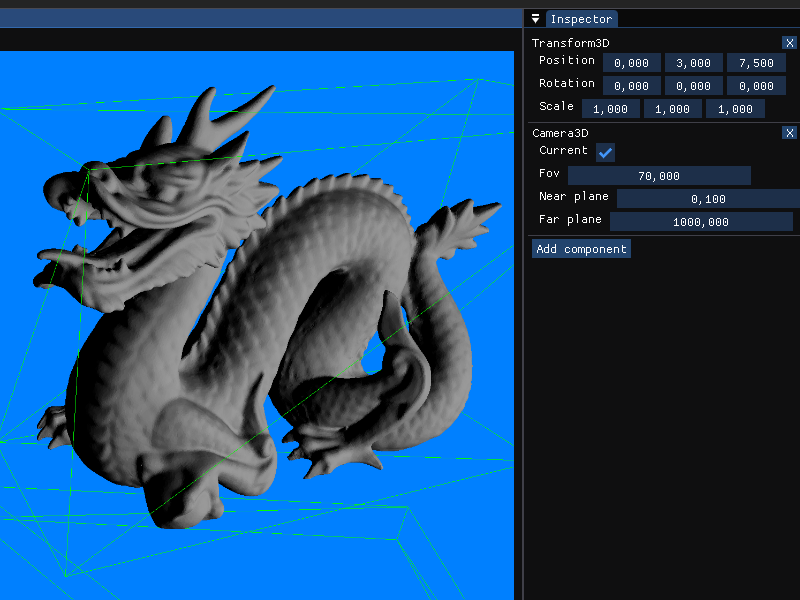 Inspector
Transform3D X
Position 0,000 3,000 7,500
Rotation 0,000 0,000 0,000
Scale 1,000 1,000 1,000
Camera3D X
Current
Fov 70,000
Near plane 0,100
Far plane 1000,000
Add component